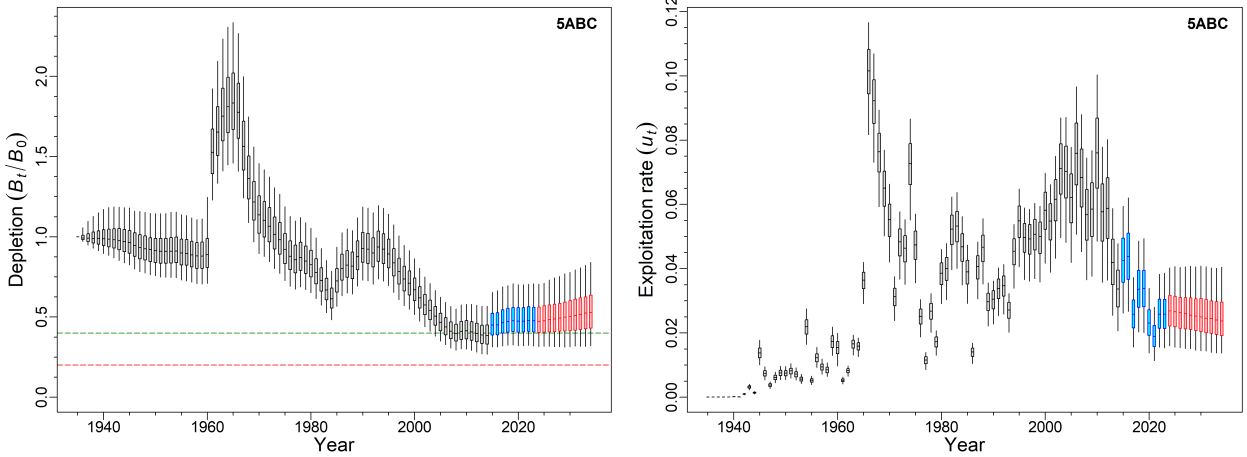 5ABC
Depletion (Bt/B0)
2.0
1.5
1.0
0.5
0.0
1940 1960 1980 2000 2020
Year
5ABC
Exploitation rate (ut)
0.12
0.10
0.08
0.06
0.04
0.02
0.00
1940 1960 1980 2000 2020
Year